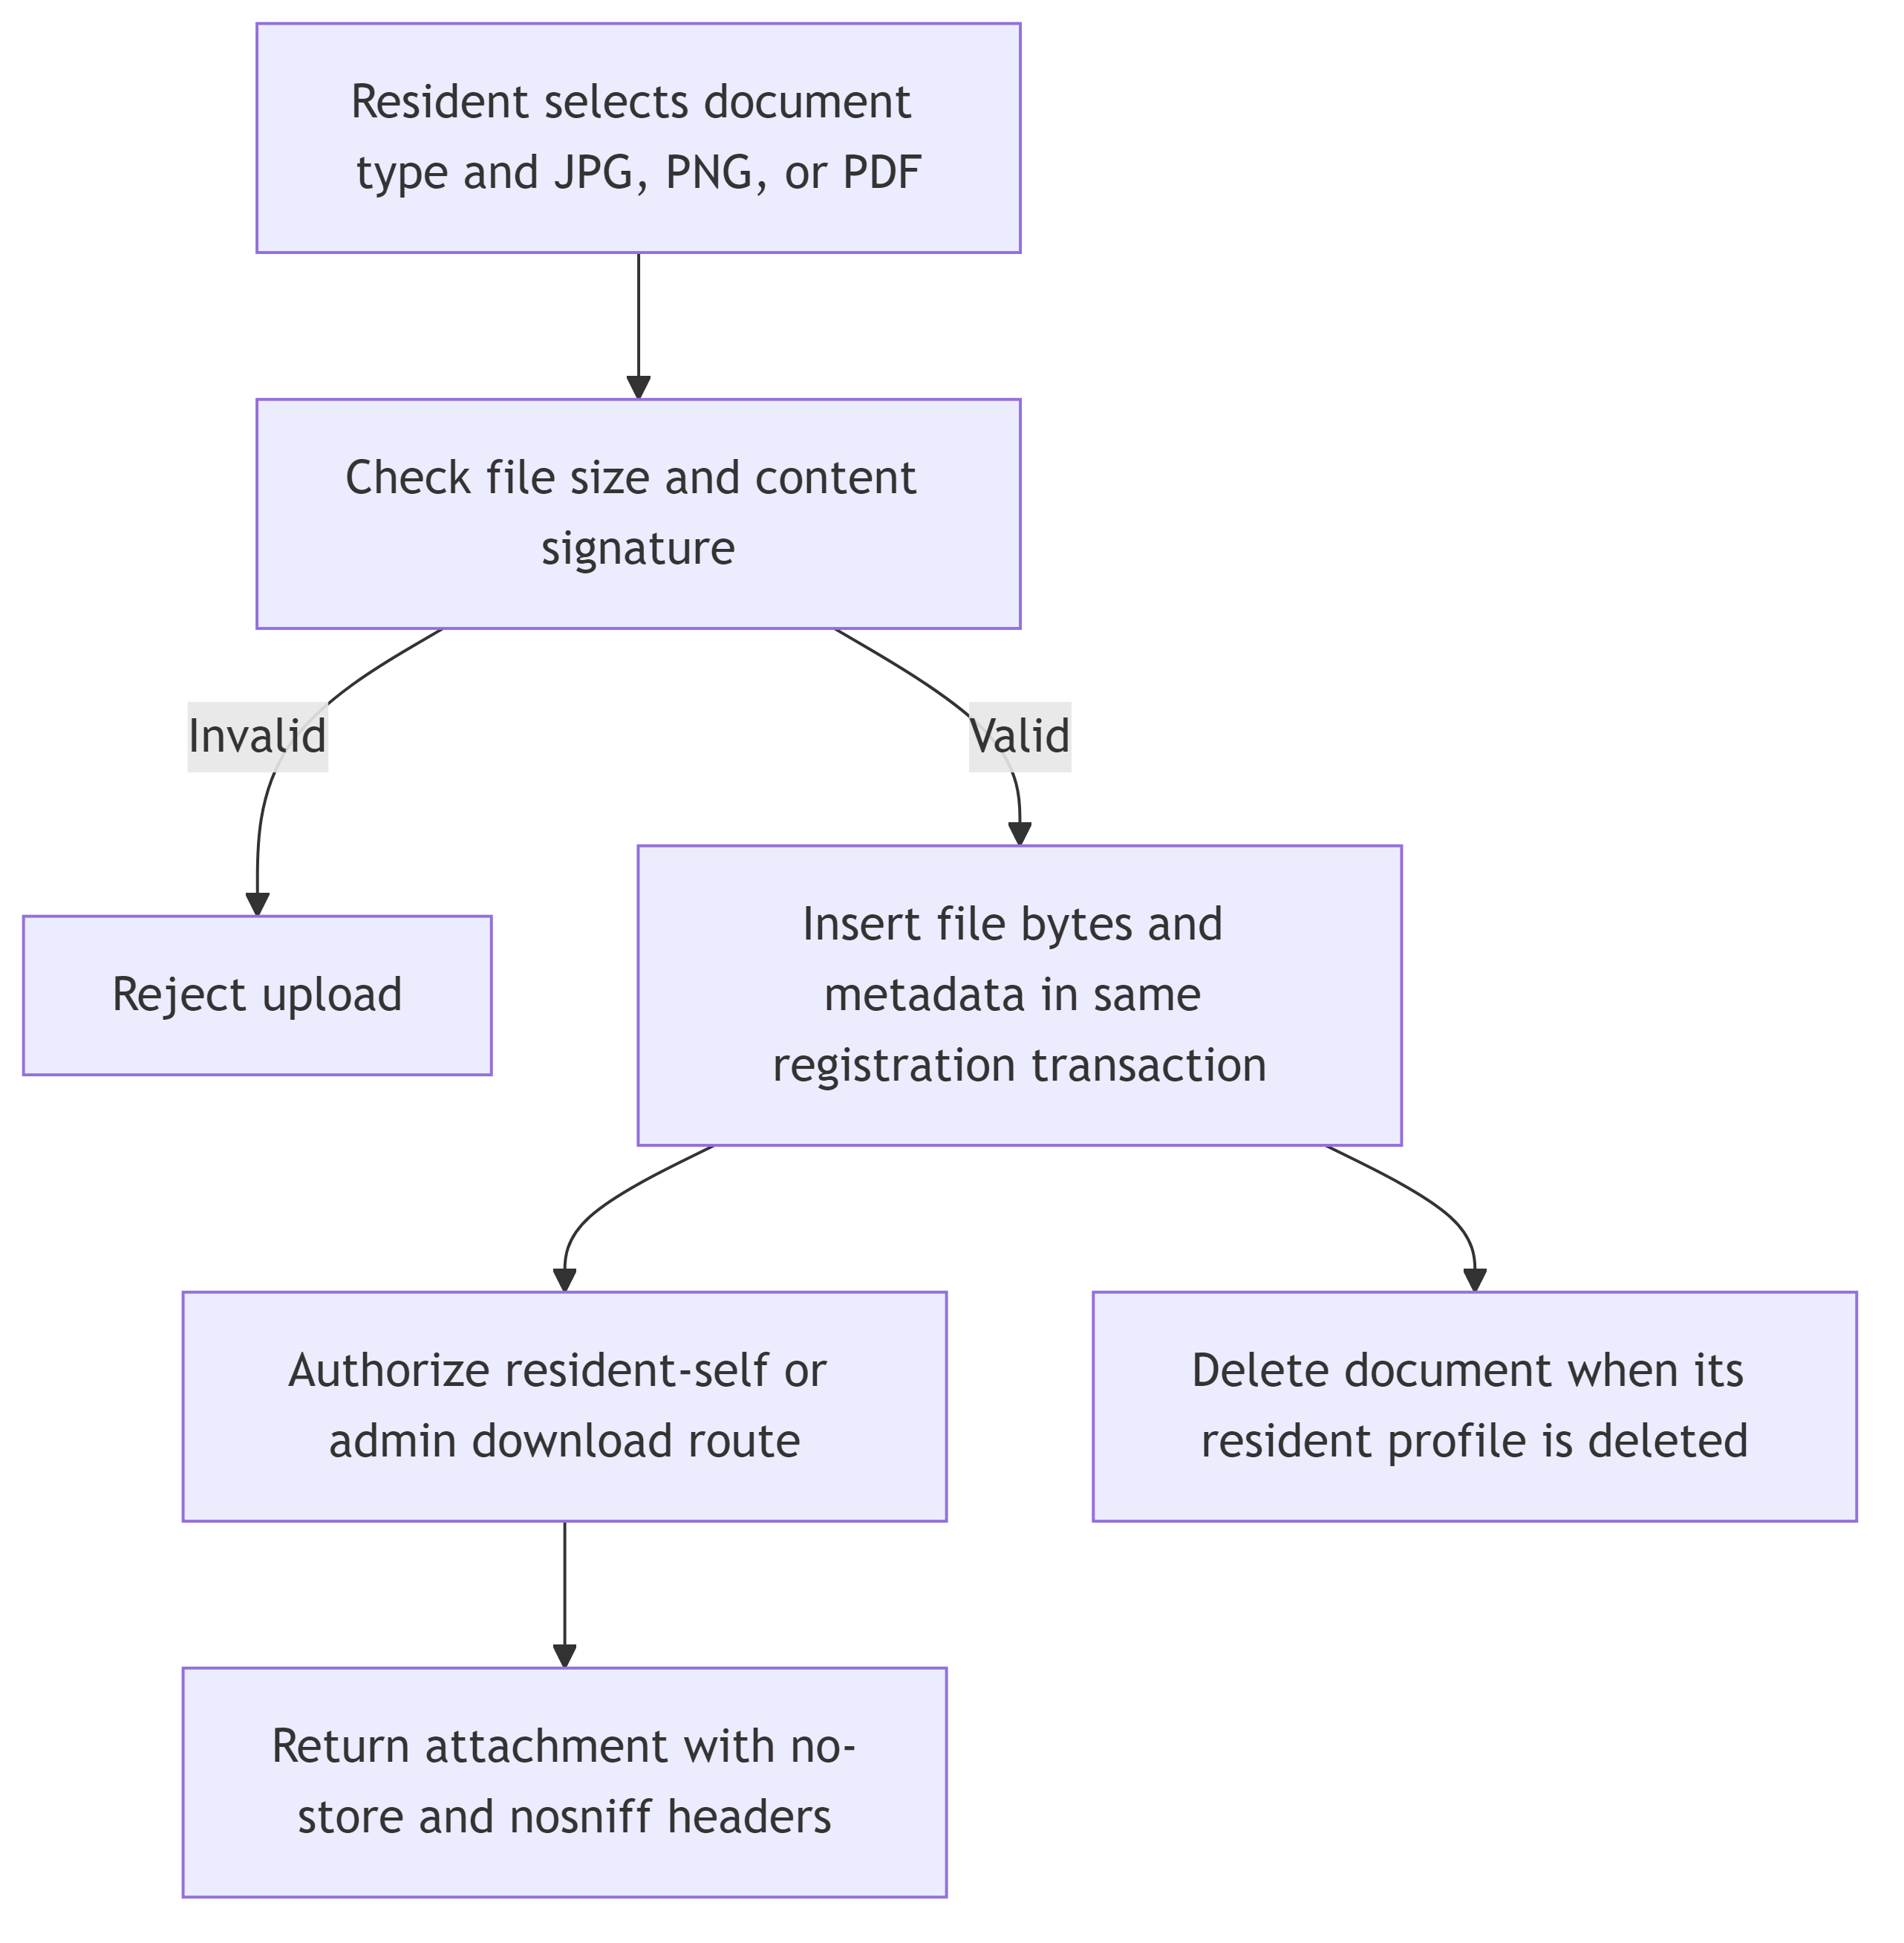 Resident selects document
type and JPG, PNG, or PDF
Check file size and content
signature
Invalid
Valid
Reject upload
Insert file bytes and
metadata in same
registration transaction
Authorize resident-self or
admin download route
Delete document when its
resident profile is deleted
Return attachment with no-
store and nosniff headers